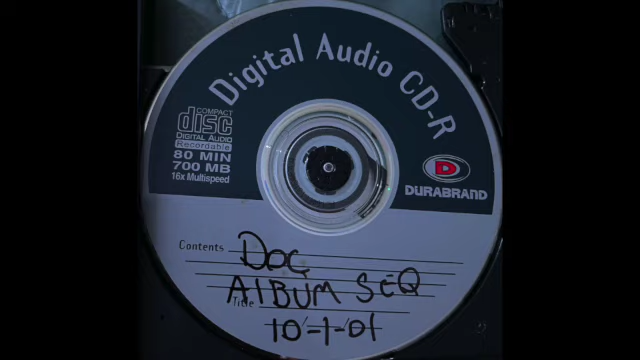 Digital Audio CD-R
COMPACT
disc
DIGITAL AUDIO
Recordable
80 MIN
700 MB
16x Multispeed
D
DURABRAND
Contents DOC
ALBUM SEQ
Title
10-1-01